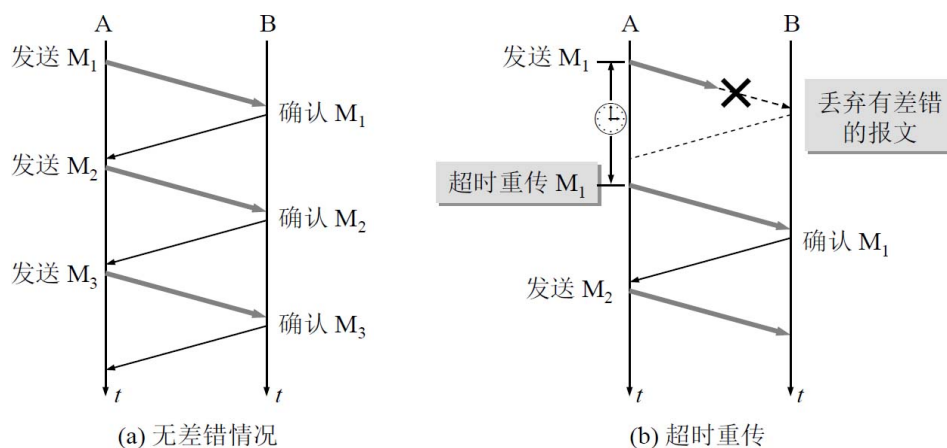 A B
发送 M₁
确认 M₁
发送 M₂
确认 M₂
发送 M₃
确认 M₃
t t
(a) 无差错情况
A B
发送 M₁
丢弃有差错
的报文
超时重传 M₁
确认 M₁
发送 M₂
t t
(b) 超时重传